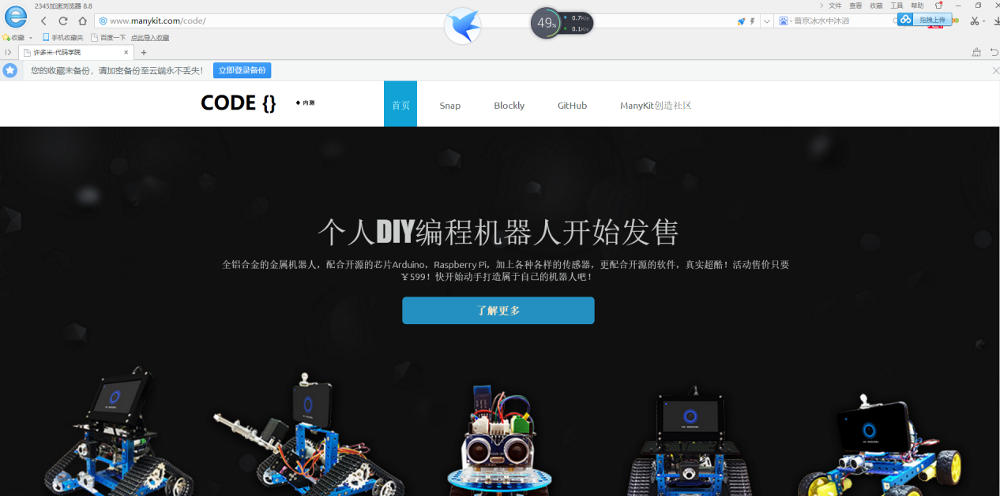 2345加速浏览器 8.8
文件 查看 收藏 工具 帮助
www.manykit.com/code/
49%
0.7K/s
0.1K/s
普京冰水中沐浴
拖拽上传
收藏 手机收藏夹 百度一下 点此导入收藏
许多米-代码学院
您的收藏未备份，请加密备份至云端永不丢失！ 立即登录备份
CODE {} ◆ 内测 首页 Snap Blockly GitHub ManyKit创造社区
个人DIY编程机器人开始发售
全铝合金的金属机器人，配合开源的芯片Arduino，Raspberry Pi，加上各种各样的传感器，更配合开源的软件，真实超酷！活动售价只要
￥599！快开始动手打造属于自己的机器人吧！
了解更多